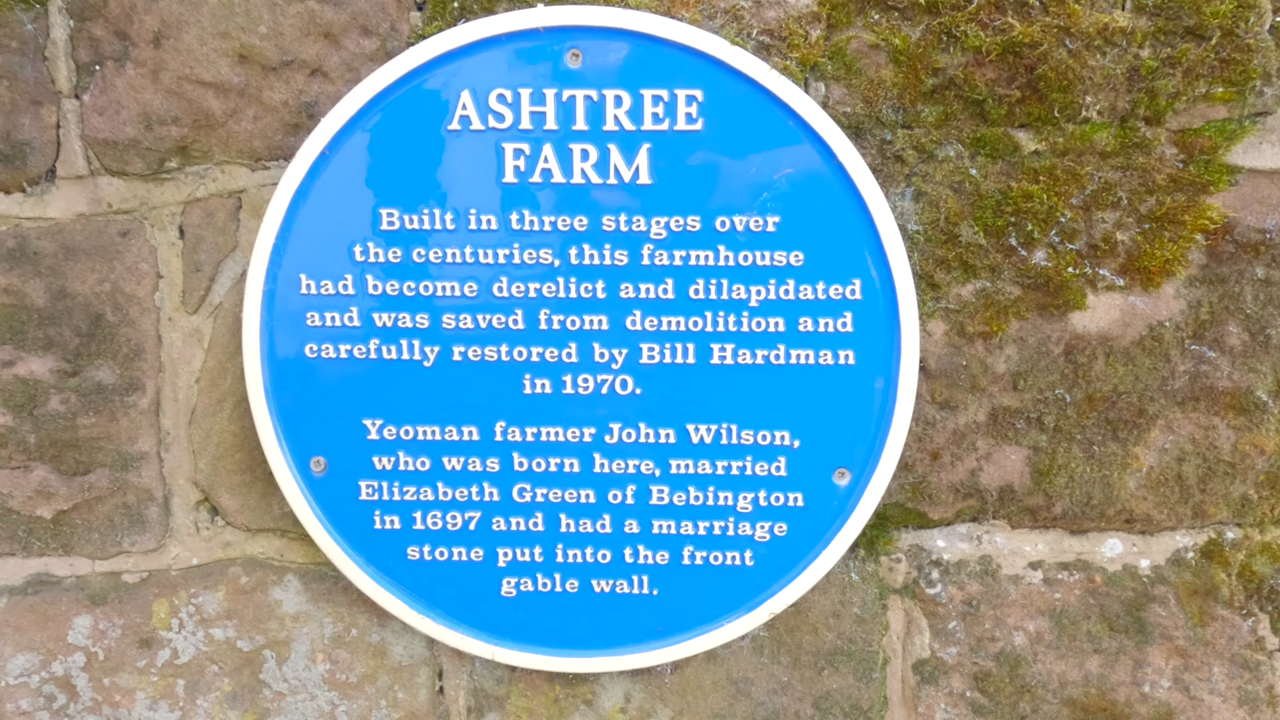 ASHTREE
FARM
Built in three stages over
the centuries, this farmhouse
had become derelict and dilapidated
and was saved from demolition and
carefully restored by Bill Hardman
in 1970.
Yeoman farmer John Wilson,
who was born here, married
Elizabeth Green of Bebington
in 1697 and had a marriage
stone put into the front
gable wall.